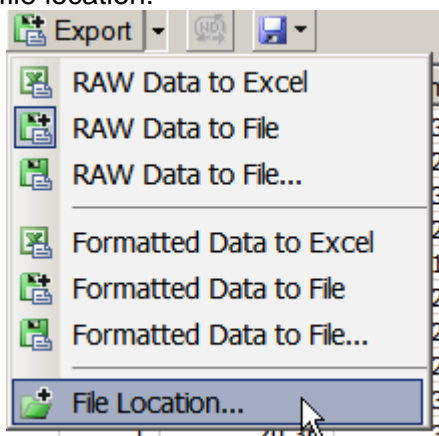 file location.
Export
RAW Data to Excel
RAW Data to File
RAW Data to File...
Formatted Data to Excel
Formatted Data to File
Formatted Data to File...
File Location...